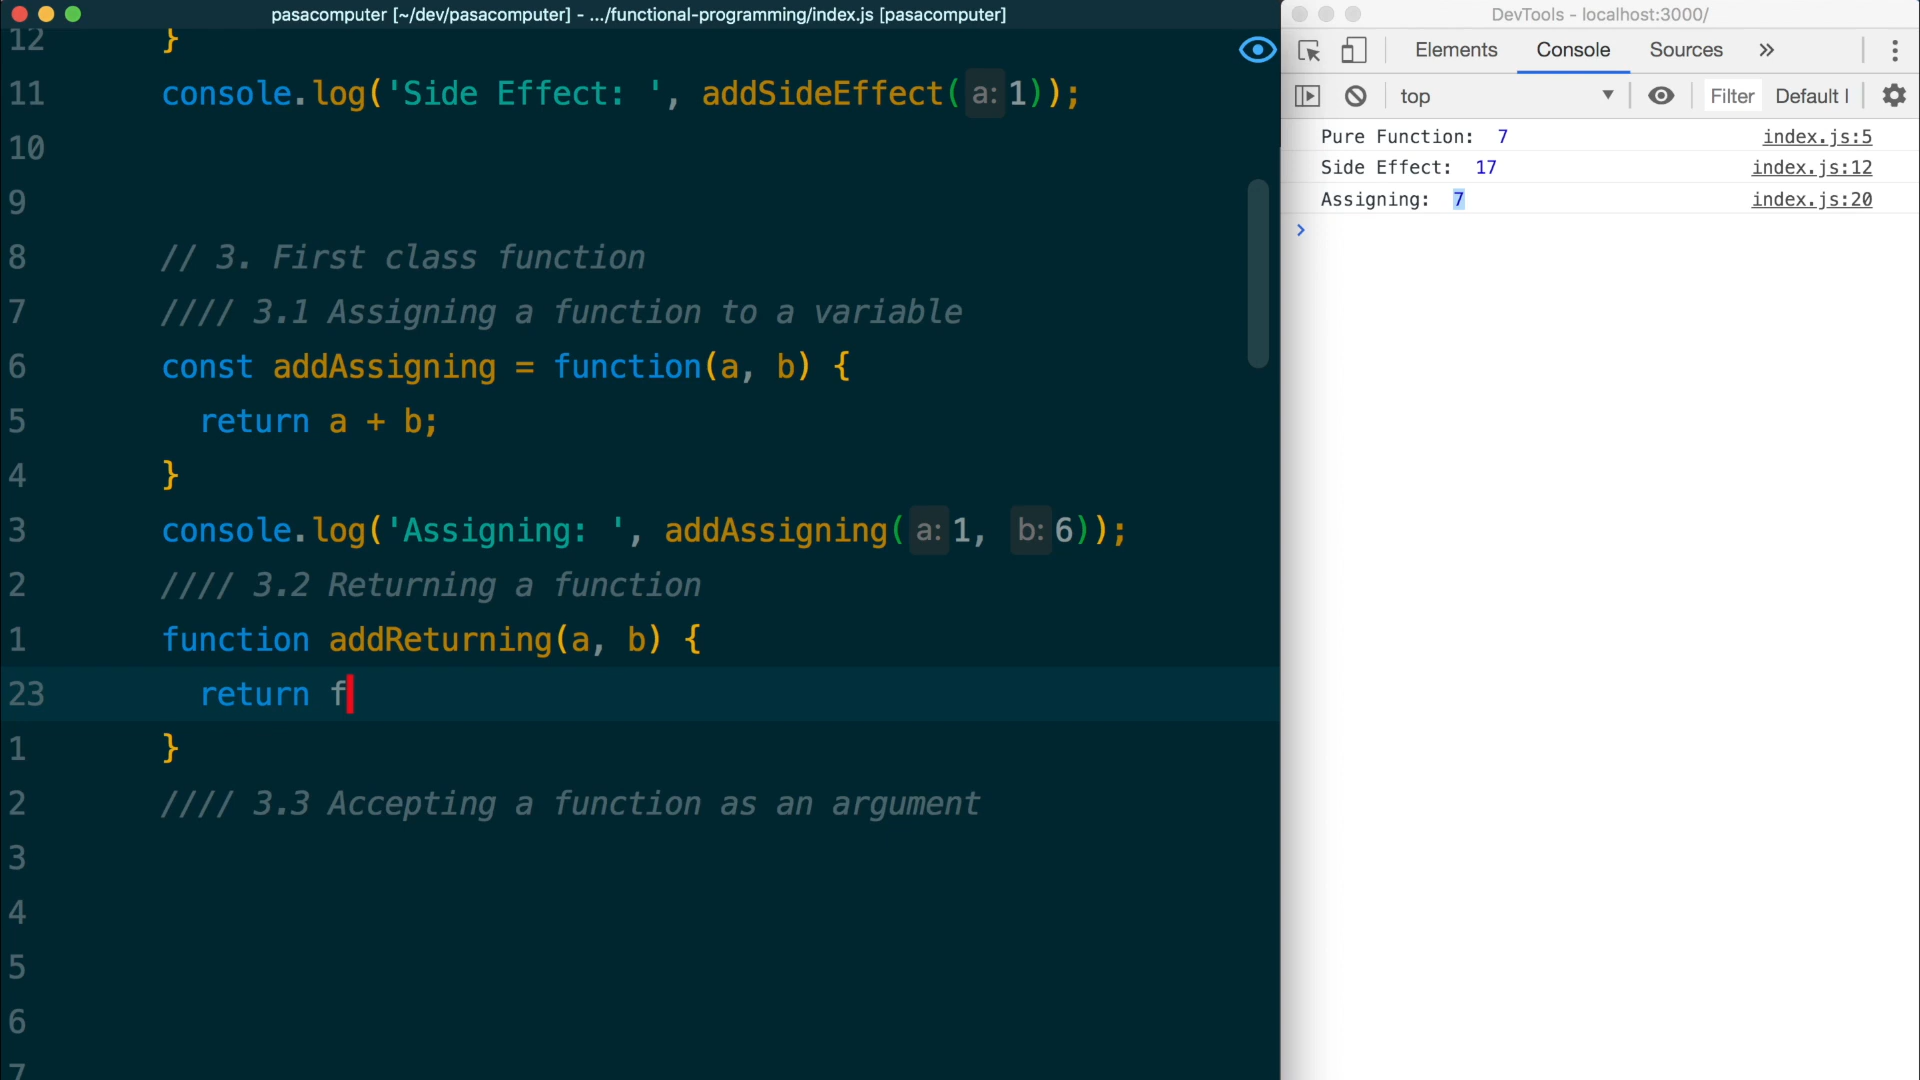 pasacomputer [~/dev/pasacomputer] - .../functional-programming/index.js [pasacomputer]
12 }
11 console.log('Side Effect: ', addSideEffect( a: 1));
10
9
8 // 3. First class function
7 //// 3.1 Assigning a function to a variable
6 const addAssigning = function(a, b) {
5 return a + b;
4 }
3 console.log('Assigning: ', addAssigning( a: 1, b: 6));
2 //// 3.2 Returning a function
1 function addReturning(a, b) {
23 return f
1 }
2 //// 3.3 Accepting a function as an argument
3
4
5
6
7
DevTools - localhost:3000/
Elements Console Sources »
top ▼ Filter Default l
Pure Function: 7 index.js:5
Side Effect: 17 index.js:12
Assigning: 7 index.js:20
›